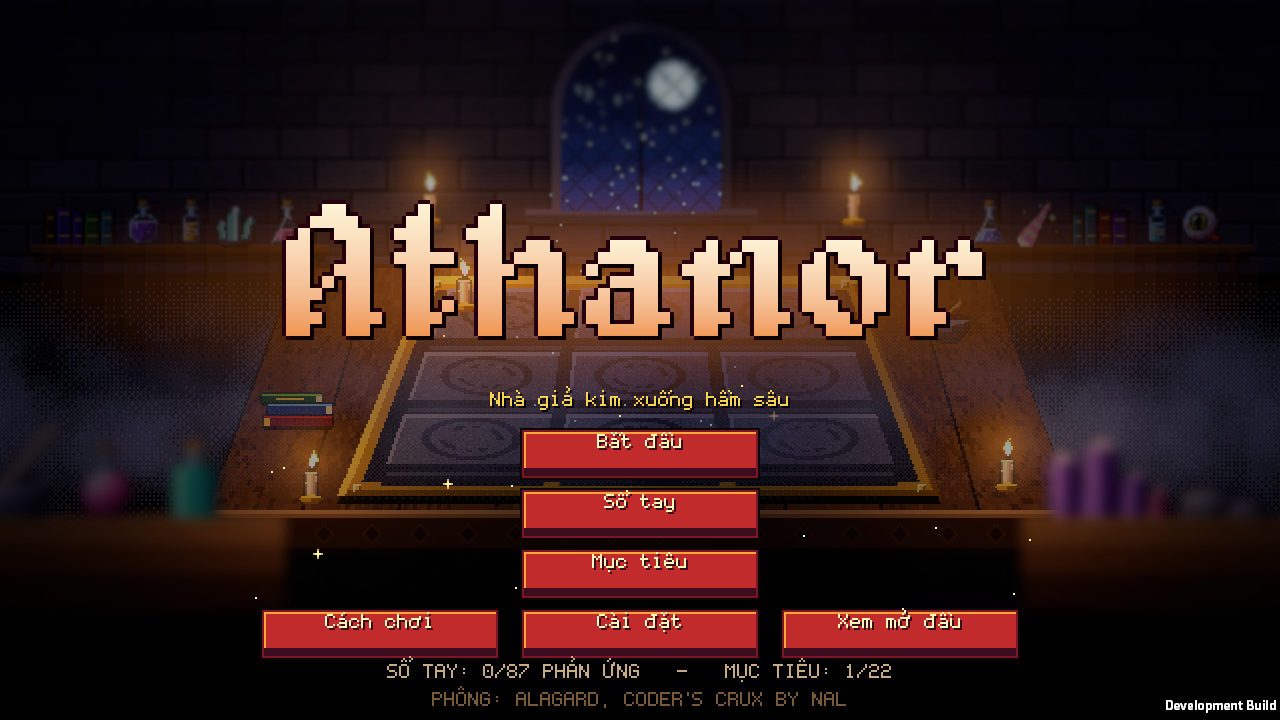 Athanor
Nhà giả kim xuống hầm sâu
Bắt đầu
Sổ tay
Mục tiêu
Cách chơi
Cài đặt
Xem mở đầu
SỔ TAY: 0/87 PHẢN ỨNG — MỤC TIÊU: 1/22
PHÔNG: ALAGARD, CODER'S CRUX BY NAL
Development Build